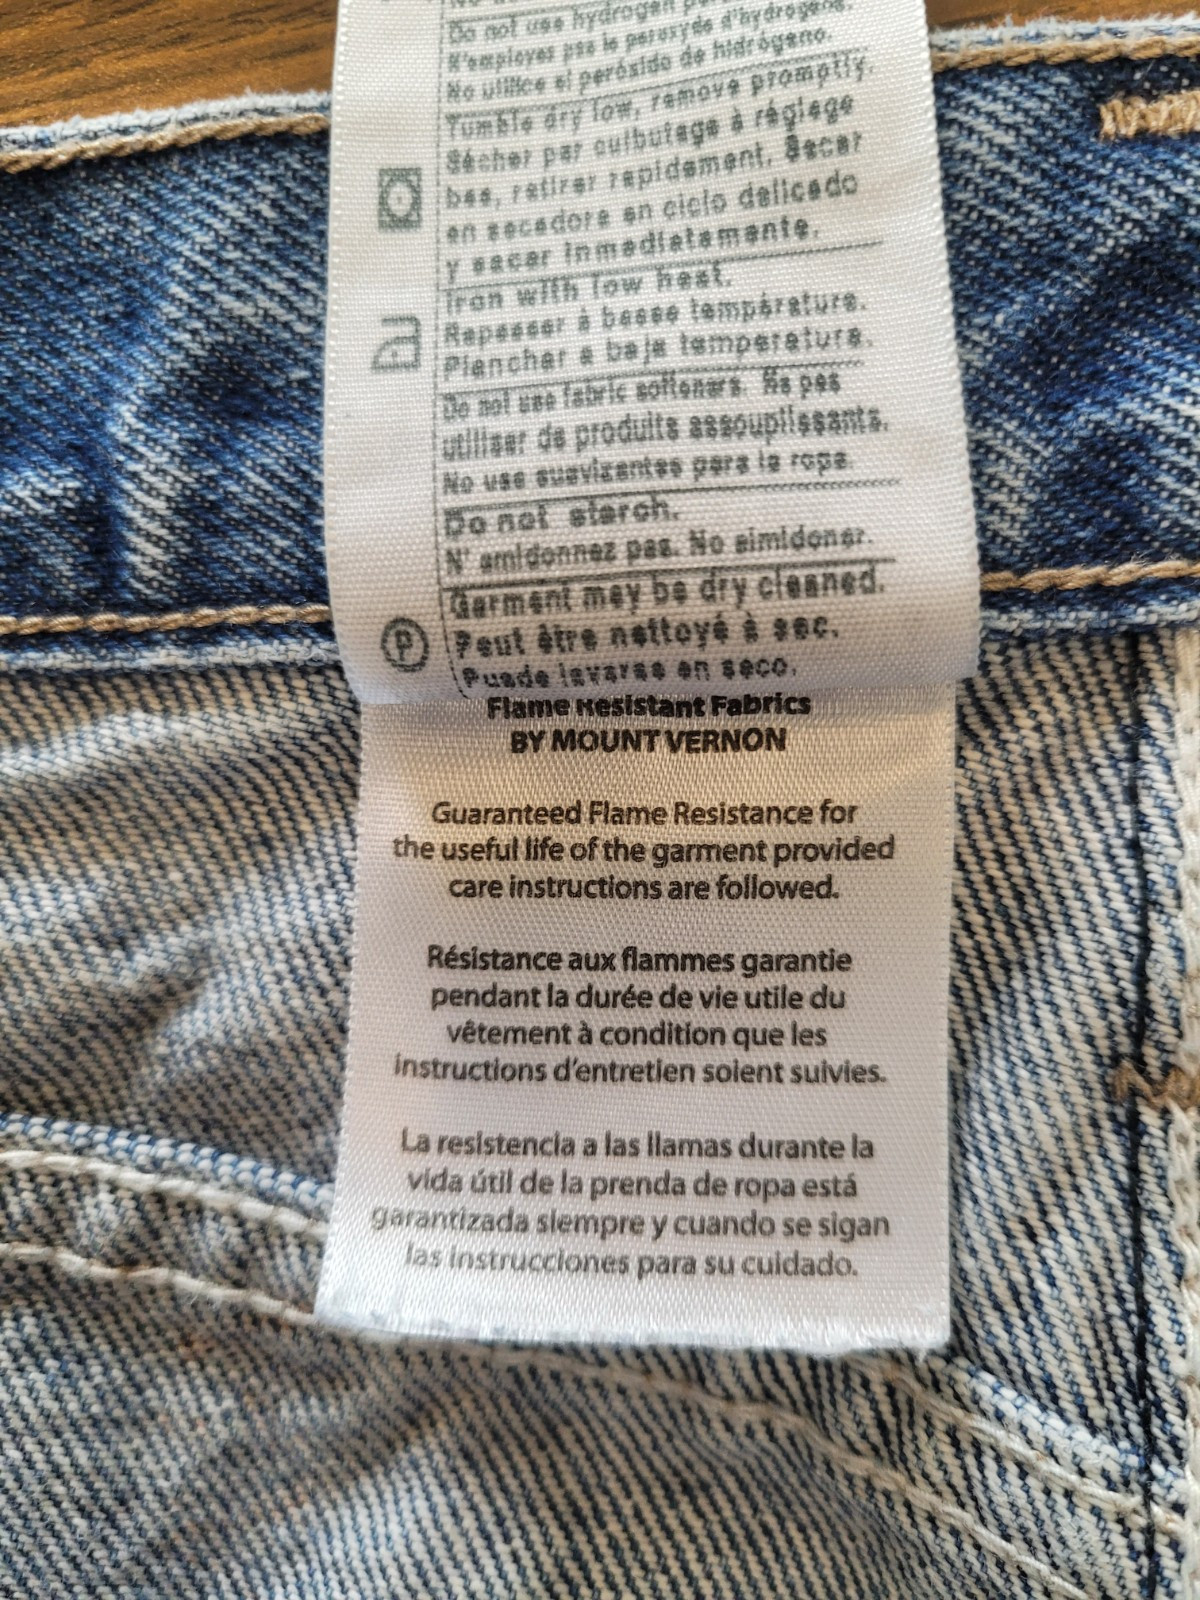 Do not use hydrogen
N'employez pas le peroxyde d'hydrogène.
No utilice el peróxido de hidrógeno.
Tumble dry low, remove promptly.
Sécher par culbutage à réglage
bas, retirer rapidement. Secar
en secadora en ciclo delicado
y sacar inmediatamente.
Iron with low heat.
Repasser à basse température.
Planchar a baja temperatura.
Do not use fabric softeners. Ne pas
utiliser de produits assouplissants.
No use suavizantes para la ropa.
Do not starch.
N' amidonnez pas. No almidonar.
Garment may be dry cleaned.
P Peut être nettoyé à sec.
Puede lavarse en seco.
Flame Resistant Fabrics
BY MOUNT VERNON
Guaranteed Flame Resistance for
the useful life of the garment provided
care instructions are followed.
Résistance aux flammes garantie
pendant la durée de vie utile du
vêtement à condition que les
instructions d'entretien soient suivies.
La resistencia a las llamas durante la
vida útil de la prenda de ropa está
garantizada siempre y cuando se sigan
las instrucciones para su cuidado.